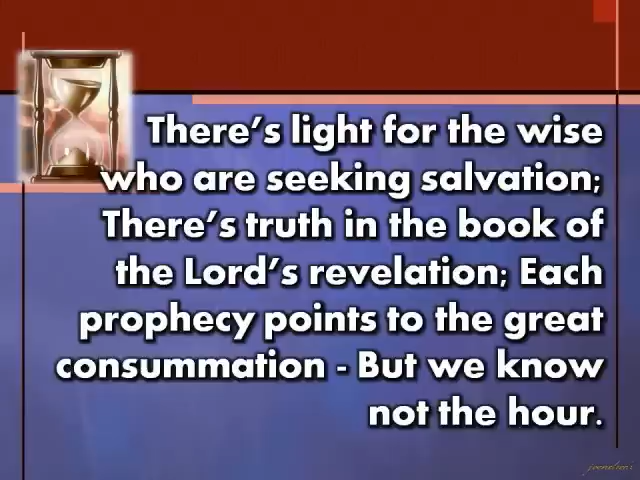 There's light for the wise
who are seeking salvation;
There's truth in the book of
the Lord's revelation; Each
prophecy points to the great
consummation - But we know
not the hour.